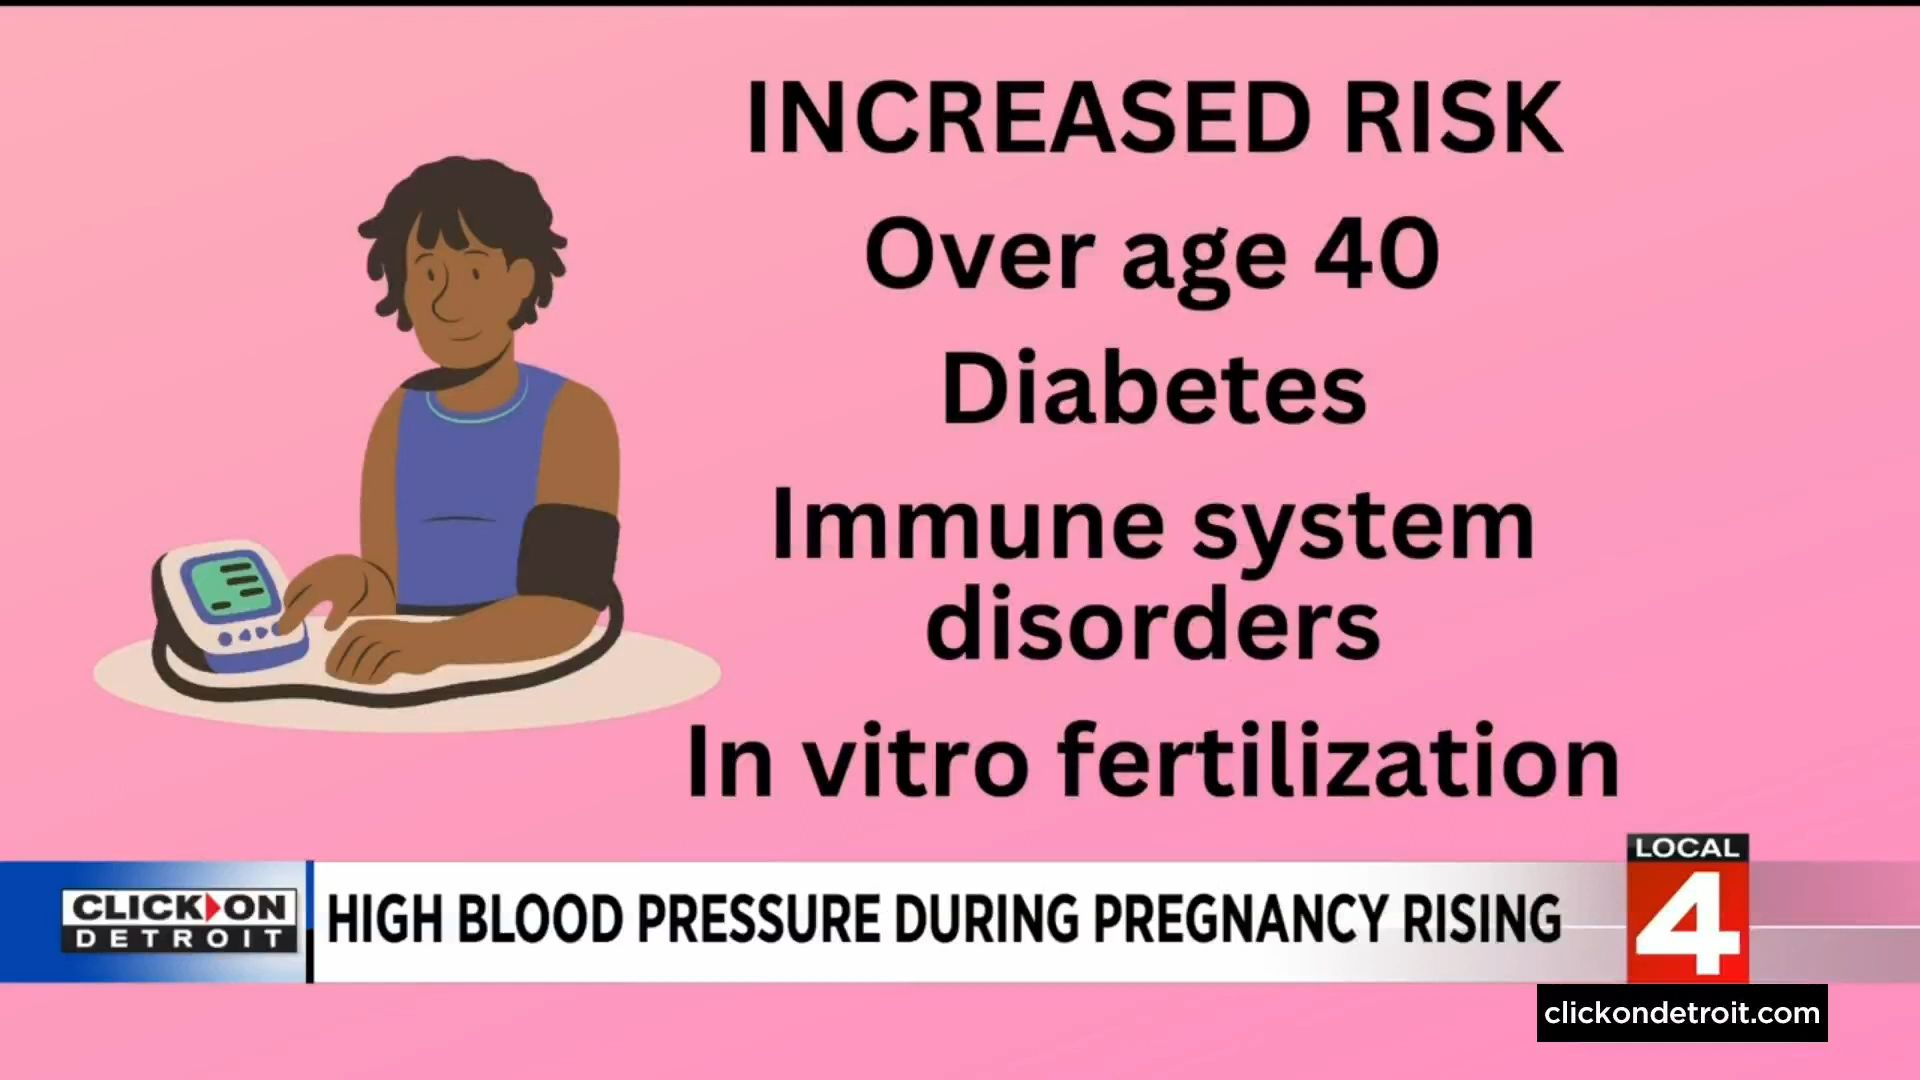 INCREASED RISK
Over age 40
Diabetes
Immune system
disorders
In vitro fertilization
CLICK ON
DETROIT
HIGH BLOOD PRESSURE DURING PREGNANCY RISING
LOCAL
4
clickondetroit.com